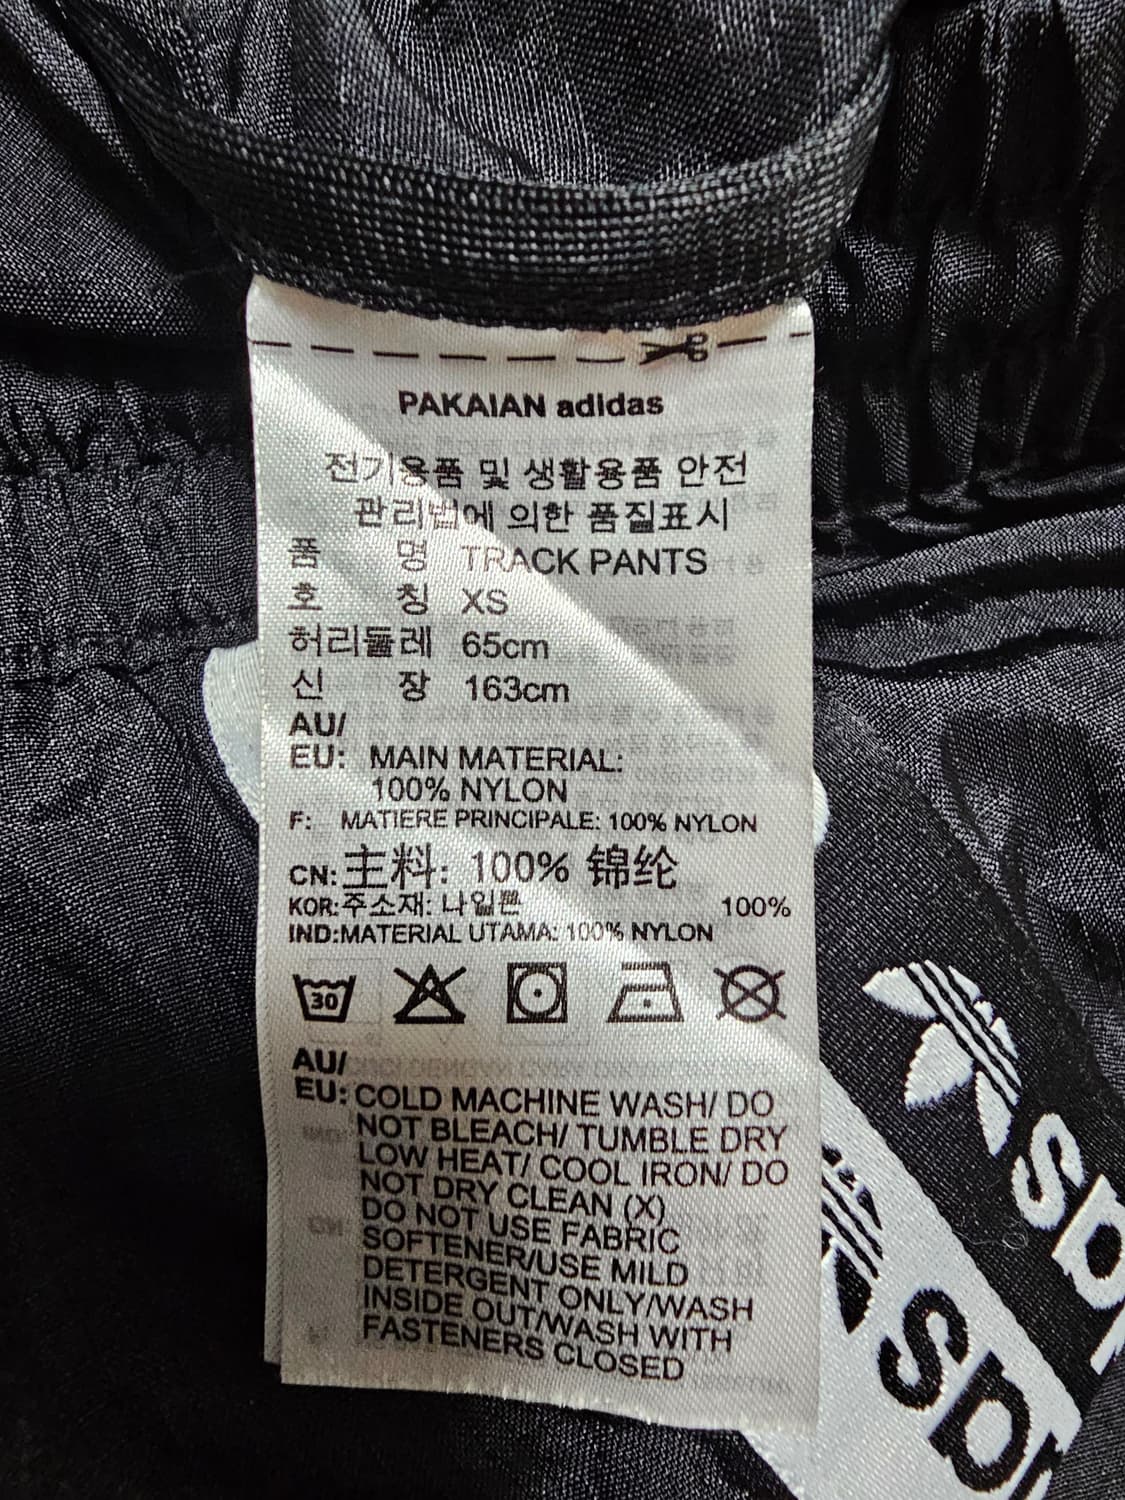 PAKAIAN adidas
전기용품 및 생활용품 안전
관리법에 의한 품질표시
품 명 TRACK PANTS
호 칭 XS
허리둘레 65cm
신 장 163cm
AU/
EU: MAIN MATERIAL:
100% NYLON
F: MATIERE PRINCIPALE: 100% NYLON
CN: 主料: 100% 锦纶
KOR: 주소재: 나일론 100%
IND: MATERIAL UTAMA: 100% NYLON
30
AU/
EU: COLD MACHINE WASH/ DO
NOT BLEACH/ TUMBLE DRY
LOW HEAT/ COOL IRON/ DO
NOT DRY CLEAN (X)
DO NOT USE FABRIC
SOFTENER/USE MILD
DETERGENT ONLY/WASH
INSIDE OUT/WASH WITH
FASTENERS CLOSED